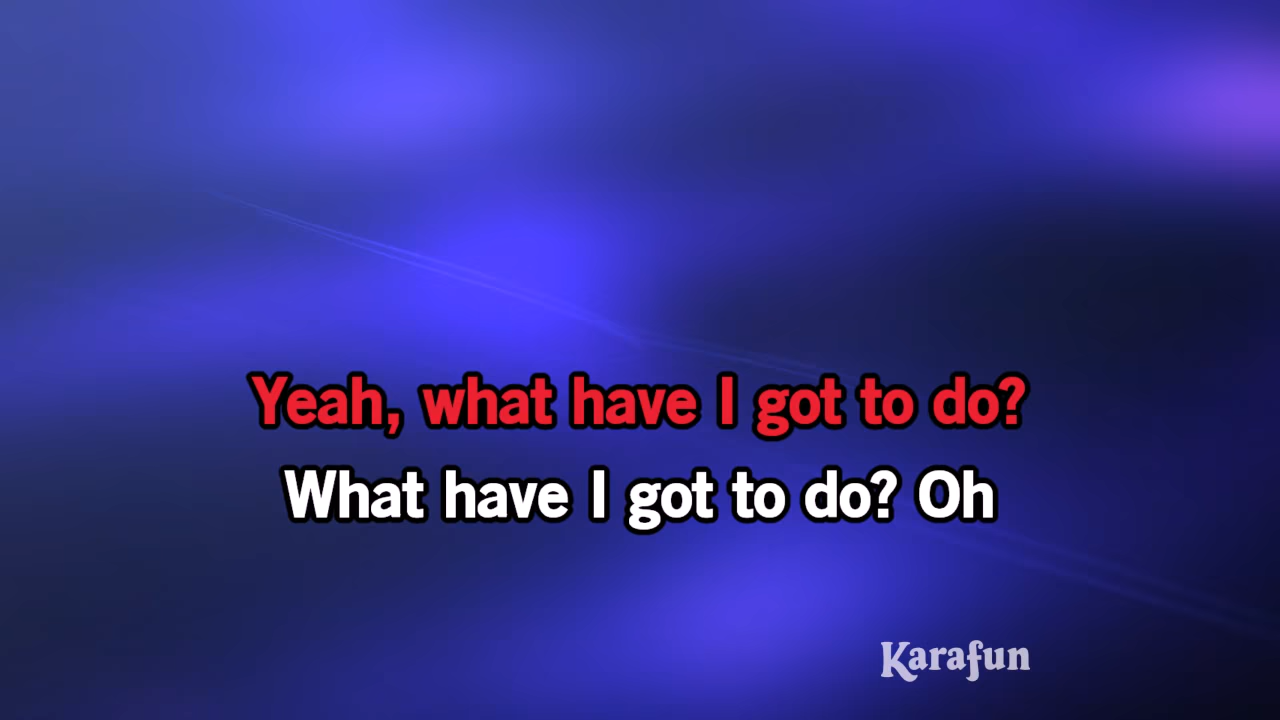 Yeah, what have I got to do?
What have I got to do? Oh
Karafun